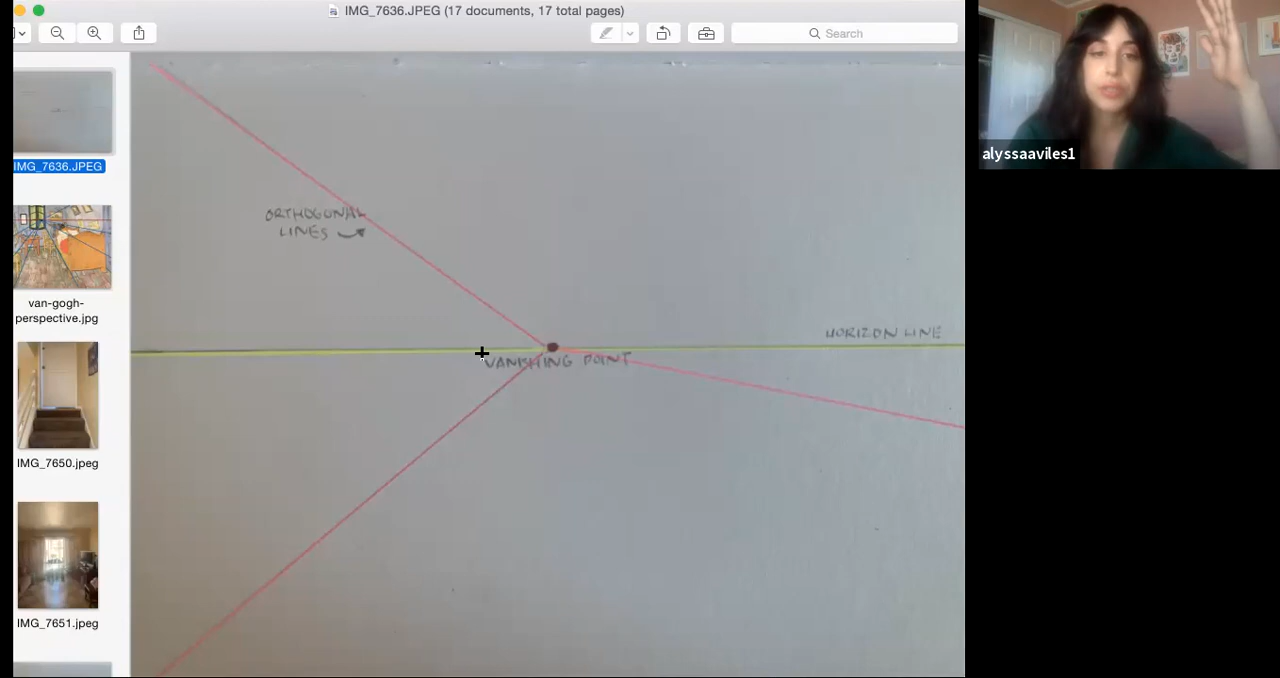 IMG_7636.JPEG (17 documents, 17 total pages)
Search
alyssaaviles1
IMG_7636.JPEG
van-gogh-
perspective.jpg
IMG_7650.jpeg
IMG_7651.jpeg
ORTHOGONAL
LINES
HORIZON LINE
VANISHING POINT